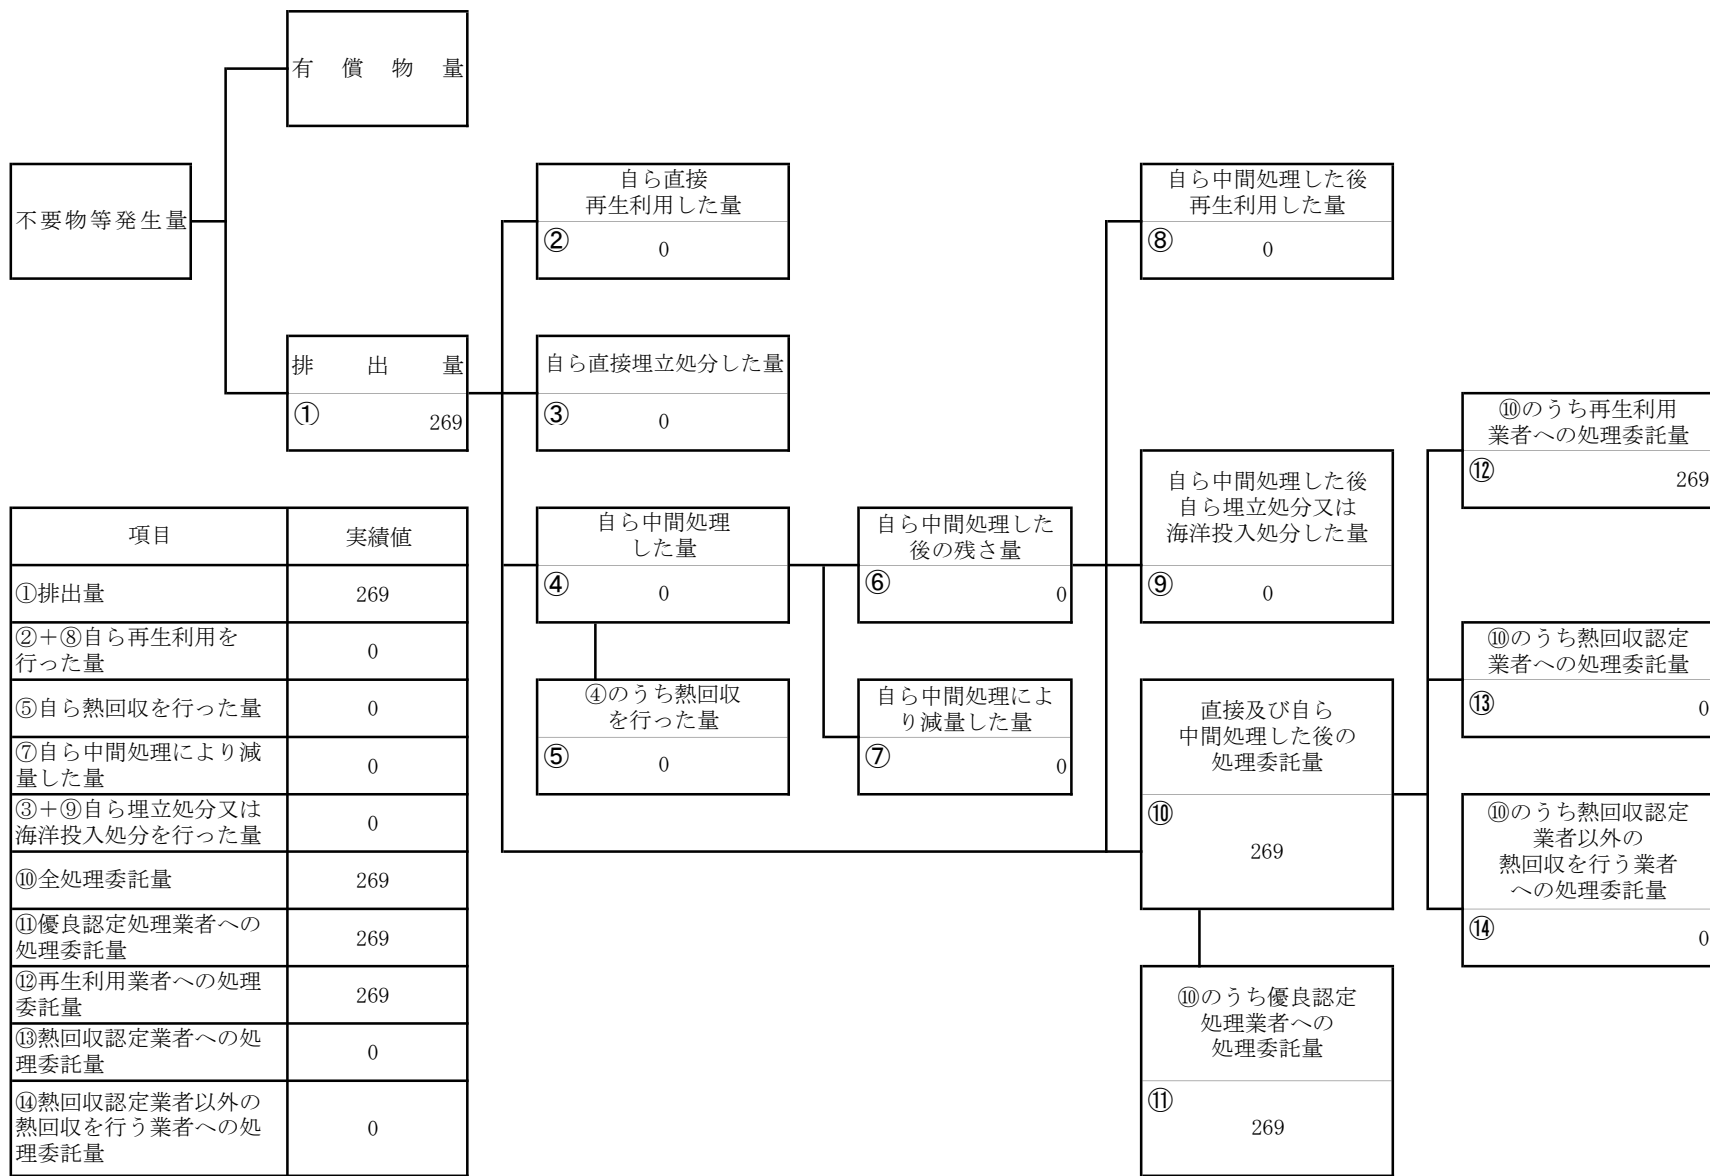 有償物量
不要物等発生量
排出量
① 269
自ら直接
再生利用した量
② 0
自ら直接埋立処分した量
③ 0
自ら中間処理
した量
④ 0
④のうち熱回収
を行った量
⑤ 0
自ら中間処理した
後の残さ量
⑥ 0
自ら中間処理によ
り減量した量
⑦ 0
自ら中間処理した後
再生利用した量
⑧ 0
自ら中間処理した後
自ら埋立処分又は
海洋投入処分した量
⑨ 0
直接及び自ら
中間処理した後の
処理委託量
⑩
269
⑩のうち優良認定
処理業者への
処理委託量
⑪
269
⑩のうち再生利用
業者への処理委託量
⑫ 269
⑩のうち熱回収認定
業者への処理委託量
⑬ 0
⑩のうち熱回収認定
業者以外の
熱回収を行う業者
への処理委託量
⑭ 0
項目 実績値
①排出量 269
②+⑧自ら再生利用を
行った量 0
⑤自ら熱回収を行った量 0
⑦自ら中間処理により減
量した量 0
③+⑨自ら埋立処分又は
海洋投入処分を行った量 0
⑩全処理委託量 269
⑪優良認定処理業者への
処理委託量 269
⑫再生利用業者への処理
委託量 269
⑬熱回収認定業者への処
理委託量 0
⑭熱回収認定業者以外の
熱回収を行う業者への処
理委託量 0